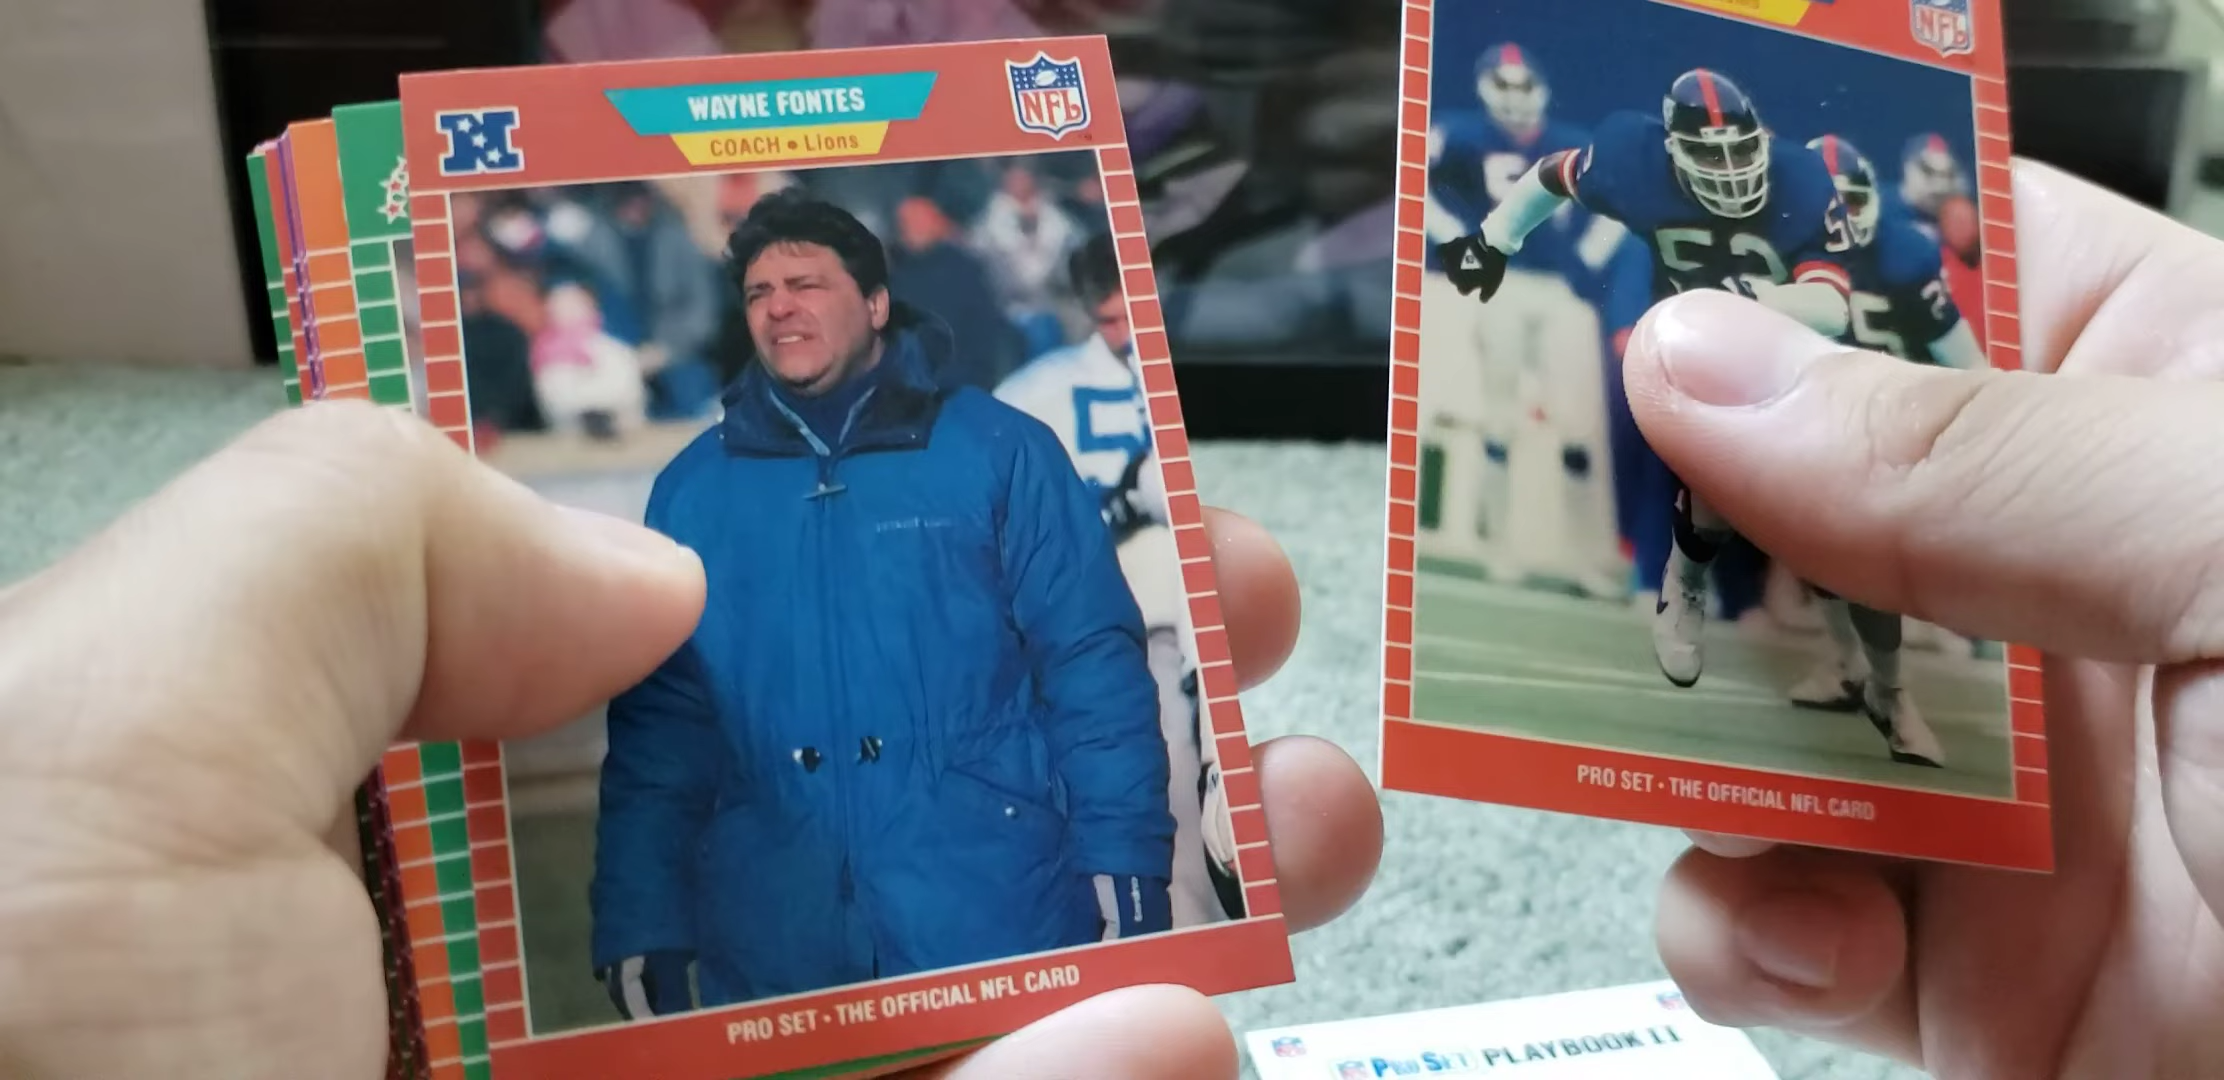 WAYNE FONTES
COACH • Lions
NFL
PRO SET • THE OFFICIAL NFL CARD
NFL
52
PRO SET • THE OFFICIAL NFL CARD
PRO SET PLAYBOOK II